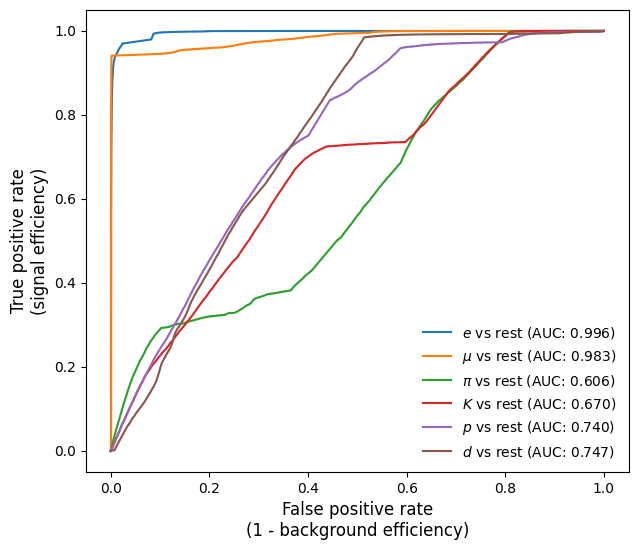 True positive rate
(signal efficiency)
1.0
0.8
0.6
0.4
0.2
0.0
e vs rest (AUC: 0.996)
μ vs rest (AUC: 0.983)
π vs rest (AUC: 0.606)
K vs rest (AUC: 0.670)
p vs rest (AUC: 0.740)
d vs rest (AUC: 0.747)
0.0 0.2 0.4 0.6 0.8 1.0
False positive rate
(1 - background efficiency)